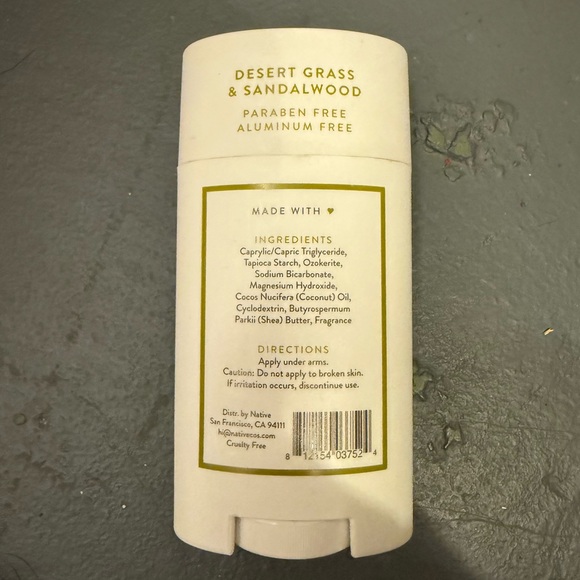 DESERT GRASS
& SANDALWOOD
PARABEN FREE
ALUMINUM FREE
MADE WITH ♥
INGREDIENTS
Caprylic/Capric Triglyceride,
Tapioca Starch, Ozokerite,
Sodium Bicarbonate,
Magnesium Hydroxide,
Cocos Nucifera (Coconut) Oil,
Cyclodextrin, Butyrospermum
Parkii (Shea) Butter, Fragrance
DIRECTIONS
Apply under arms.
Caution: Do not apply to broken skin.
If irritation occurs, discontinue use.
Distr. by Native
San Francisco, CA 94111
hi@nativecos.com
Cruelty Free
8 12154 03752 4